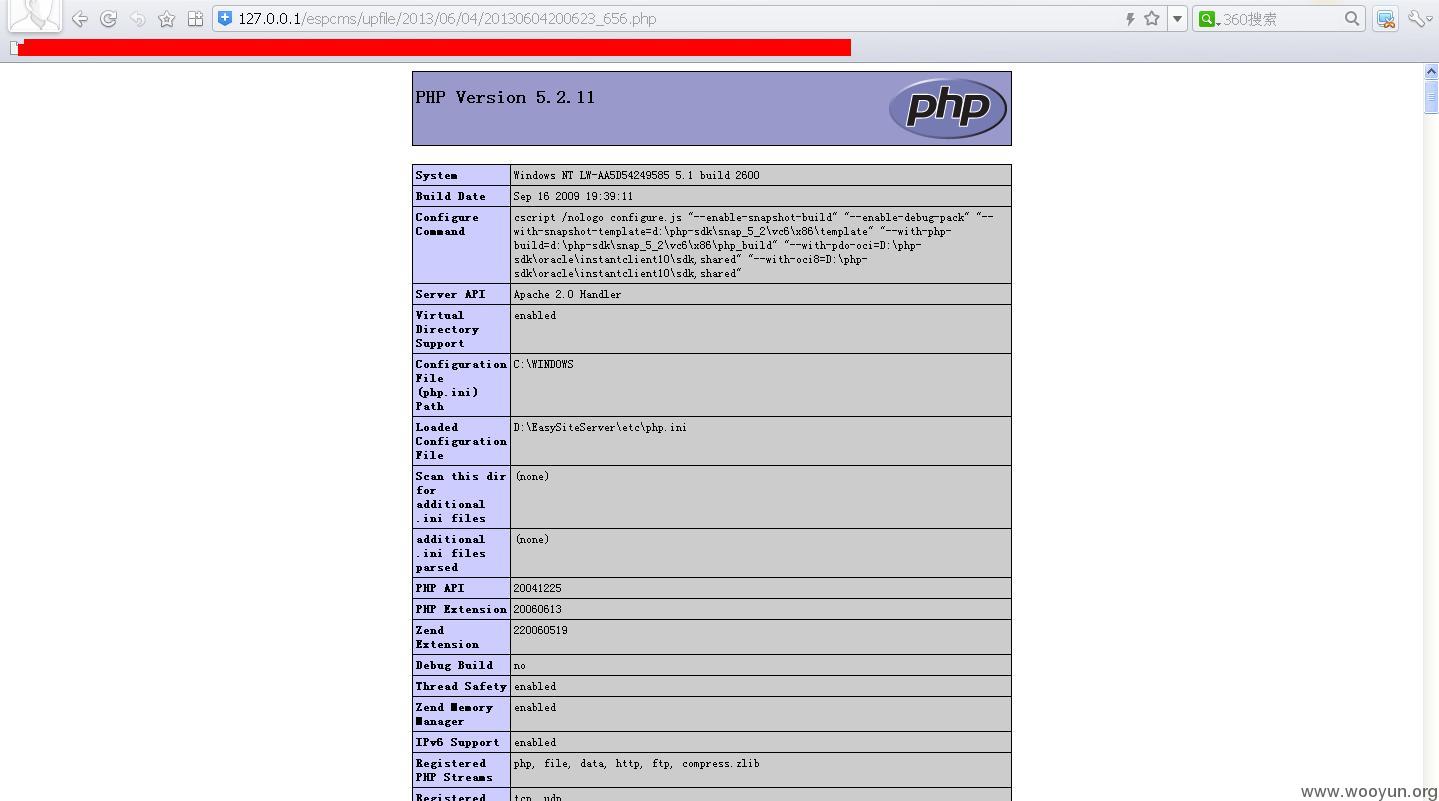 127.0.0.1/espcms/upfile/2013/06/04/20130604200623_656.php
360搜索
PHP Version 5.2.11
php
System
Windows NT LW-AA5D54249585 5.1 build 2600
Build Date
Sep 16 2009 19:39:11
Configure
Command
cscript /nologo configure.js "--enable-snapshot-build" "--enable-debug-pack" "--
with-snapshot-template=d:\php-sdk\snap_5_2\vc6\x86\template" "--with-php-
build=d:\php-sdk\snap_5_2\vc6\x86\php_build" "--with-pdo-oci=D:\php-
sdk\oracle\instantclient10\sdk,shared" "--with-oci8=D:\php-
sdk\oracle\instantclient10\sdk,shared"
Server API
Apache 2.0 Handler
Virtual
Directory
Support
enabled
Configuration
File
(php.ini)
Path
C:\WINDOWS
Loaded
Configuration
File
D:\EasySiteServer\etc\php.ini
Scan this dir
for
additional
.ini files
(none)
additional
.ini files
parsed
(none)
PHP API
20041225
PHP Extension
20060613
Zend
Extension
220060519
Debug Build
no
Thread Safety
enabled
Zend Memory
Manager
enabled
IPv6 Support
enabled
Registered
PHP Streams
php, file, data, http, ftp, compress.zlib
Registered
tcp, udp
www.wooyun.org